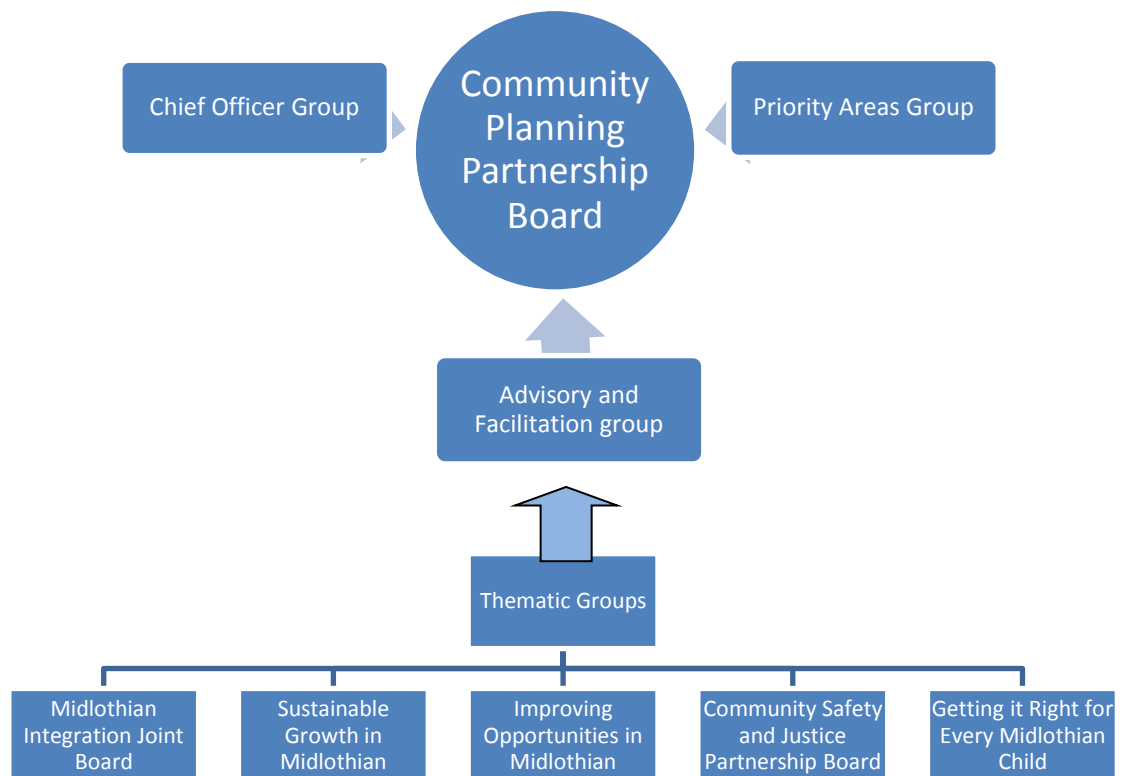 Community
Planning
Partnership
Board
Chief Officer Group
Priority Areas Group
Advisory and
Facilitation group
Thematic Groups
Midlothian
Integration Joint
Board
Sustainable
Growth in
Midlothian
Improving
Opportunities in
Midlothian
Community Safety
and Justice
Partnership Board
Getting it Right for
Every Midlothian
Child